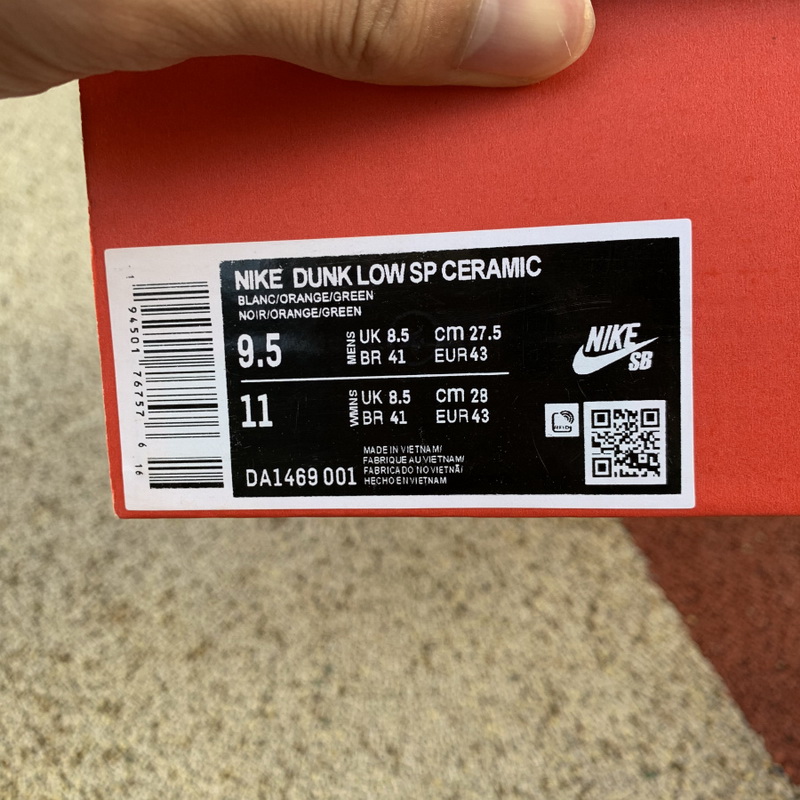 NIKE DUNK LOW SP CERAMIC
BLANC/ORANGE/GREEN
NOIR/ORANGE/GREEN
9.5 MENS UK 8.5 cm 27.5
BR 41 EUR 43
11 WMNS UK 8.5 cm 28
BR 41 EUR 43
NIKE
SB
DA1469 001
MADE IN VIETNAM/
FABRIQUE AU VIETNAM/
FABRICADO NO VIETNÃ/
HECHO EN VIETNAM
1 94501 76757 6 16